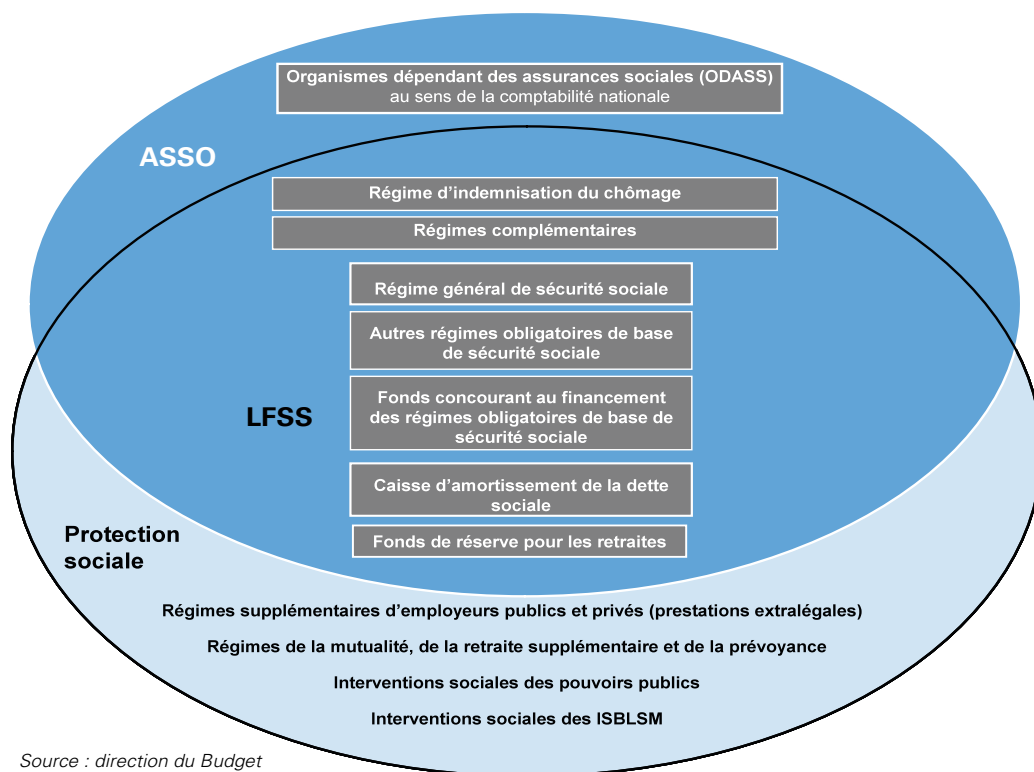 Organismes dépendant des assurances sociales (ODASS)
au sens de la comptabilité nationale
ASSO
Régime d'indemnisation du chômage
Régimes complémentaires
Régime général de sécurité sociale
Autres régimes obligatoires de base
de sécurité sociale
Fonds concourant au financement
des régimes obligatoires de base de
sécurité sociale
LFSS
Caisse d'amortissement de la dette
sociale
Protection
sociale
Fonds de réserve pour les retraites
Régimes supplémentaires d'employeurs publics et privés (prestations extralégales)
Régimes de la mutualité, de la retraite supplémentaire et de la prévoyance
Interventions sociales des pouvoirs publics
Interventions sociales des ISBLSM
Source : direction du Budget